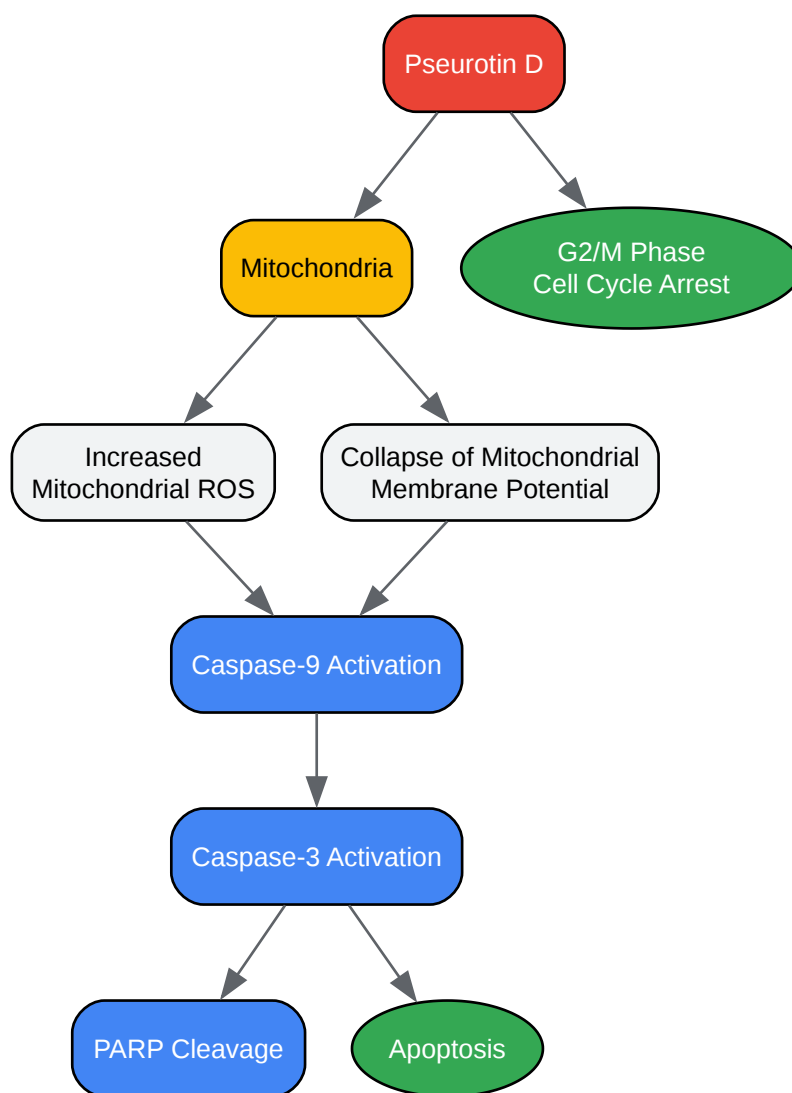 Pseurotin D
Mitochondria
G2/M Phase
Cell Cycle Arrest
Increased
Mitochondrial ROS
Collapse of Mitochondrial
Membrane Potential
Caspase-9 Activation
Caspase-3 Activation
PARP Cleavage
Apoptosis